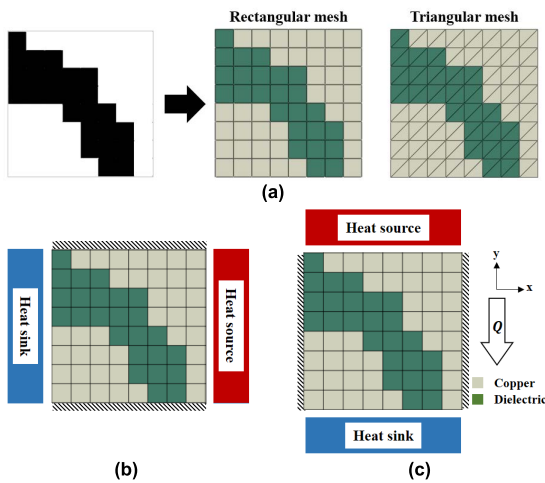 Rectangular mesh
Triangular mesh
(a)
Heat sink
Heat source
(b)
Heat source
Heat sink
y
x
Q
Copper
Dielectric
(c)